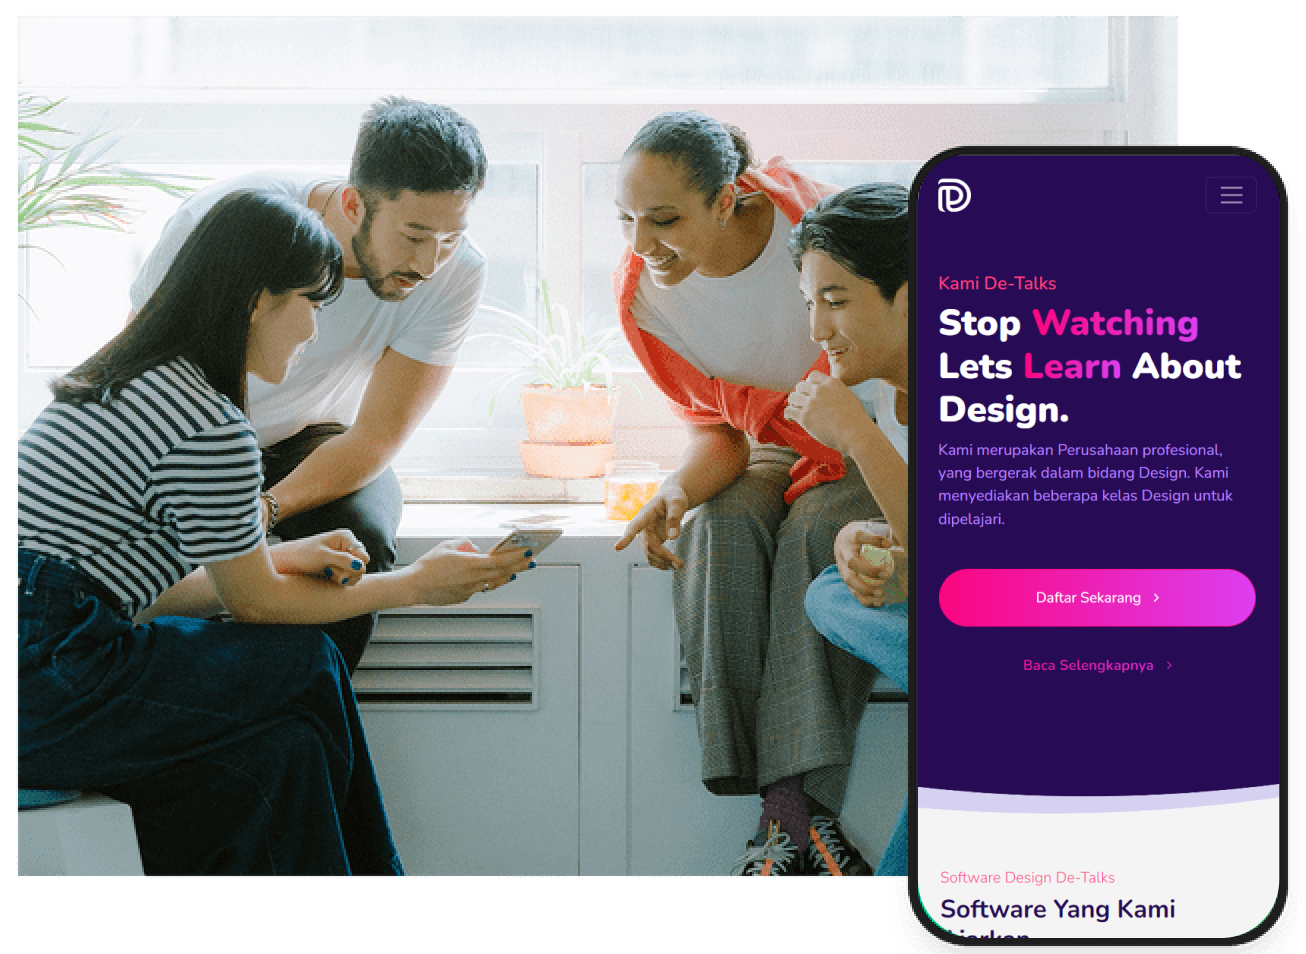 Kami De-Talks
Stop Watching
Lets Learn About
Design.
Kami merupakan Perusahaan profesional,
yang bergerak dalam bidang Design. Kami
menyediakan beberapa kelas Design untuk
dipelajari.
Daftar Sekarang
Baca Selengkapnya
Software Design De-Talks
Software Yang Kami